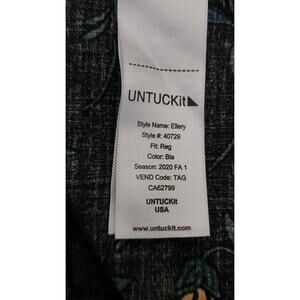 UNTUCKit
Style Name: Ellery
Style #: 40729
Fit: Reg
Color: Bla
Season: 2020 FA 1
VEND Code: TAG
CA62799
UNTUCKit
USA
www.untuckit.com